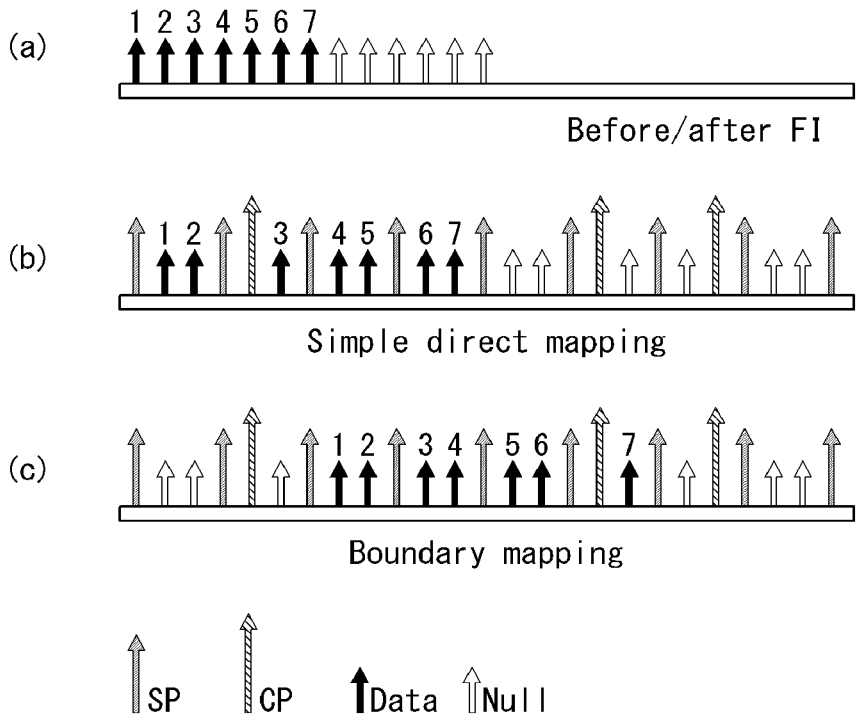 1 2 3 4 5 6 7
(a)
Before/after FI
1 2 3 4 5 6 7
(b)
Simple direct mapping
1 2 3 4 5 6 7
(c)
Boundary mapping
SP CP Data Null